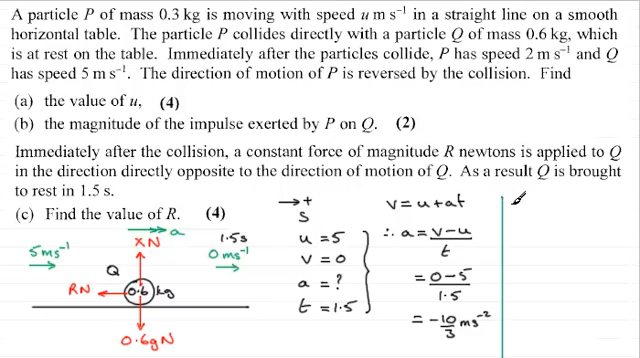 A particle P of mass 0.3 kg is moving with speed u m s⁻¹ in a straight line on a smooth
horizontal table. The particle P collides directly with a particle Q of mass 0.6 kg, which
is at rest on the table. Immediately after the particles collide, P has speed 2 m s⁻¹ and Q
has speed 5 m s⁻¹. The direction of motion of P is reversed by the collision. Find
(a) the value of u, (4)
(b) the magnitude of the impulse exerted by P on Q. (2)
Immediately after the collision, a constant force of magnitude R newtons is applied to Q
in the direction directly opposite to the direction of motion of Q. As a result Q is brought
to rest in 1.5 s.
(c) Find the value of R. (4)
a
5ms⁻¹
XN
1.5s
0ms⁻¹
Q
RN
0.6 kg
0.6gN
+
s
u = 5
v = 0
a = ?
t = 1.5
v = u + at
∴ a = v-u/t
= 0-5/1.5
= -10/3 ms⁻²